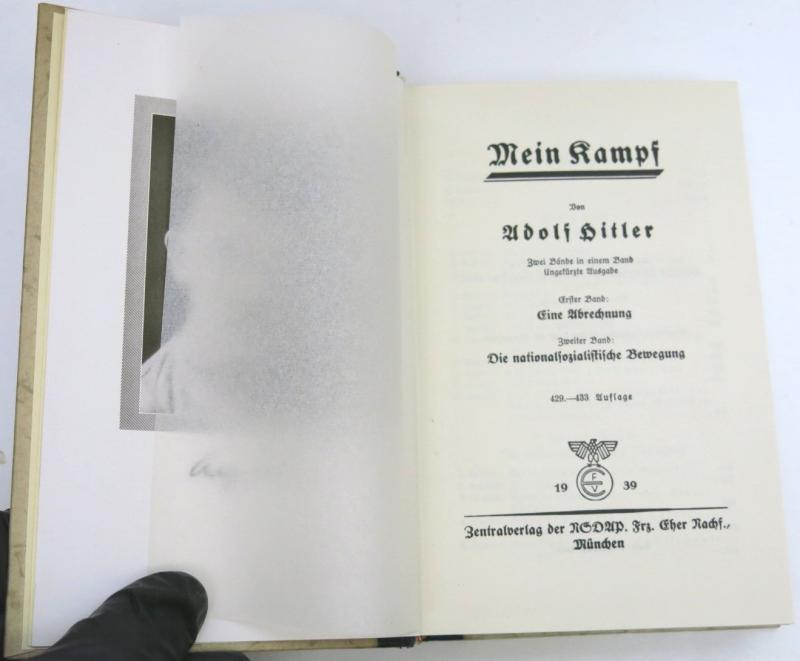 Mein Kampf
Von
Adolf Hitler
Zwei Bände in einem Band
Ungekürzte Ausgabe
Erster Band:
Eine Abrechnung
Zweiter Band:
Die nationalsozialistische Bewegung
429.—433. Auflage
F
E
V
19 39
Zentralverlag der NSDAP. Frz. Eher Nachf.,
München